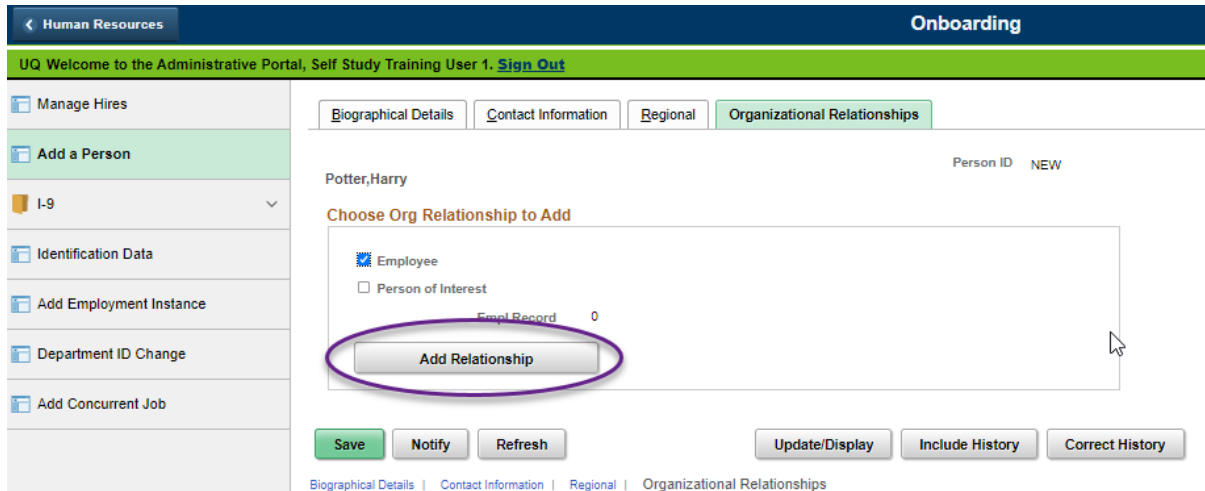 Human Resources
Onboarding
UQ Welcome to the Administrative Portal, Self Study Training User 1. Sign Out
Manage Hires
Add a Person
I-9
Identification Data
Add Employment Instance
Department ID Change
Add Concurrent Job
Biographical Details Contact Information Regional Organizational Relationships
Person ID NEW
Potter,Harry
Choose Org Relationship to Add
Employee
Person of Interest
Empl Record 0
Add Relationship
Save Notify Refresh Update/Display Include History Correct History
Biographical Details | Contact Information | Regional | Organizational Relationships